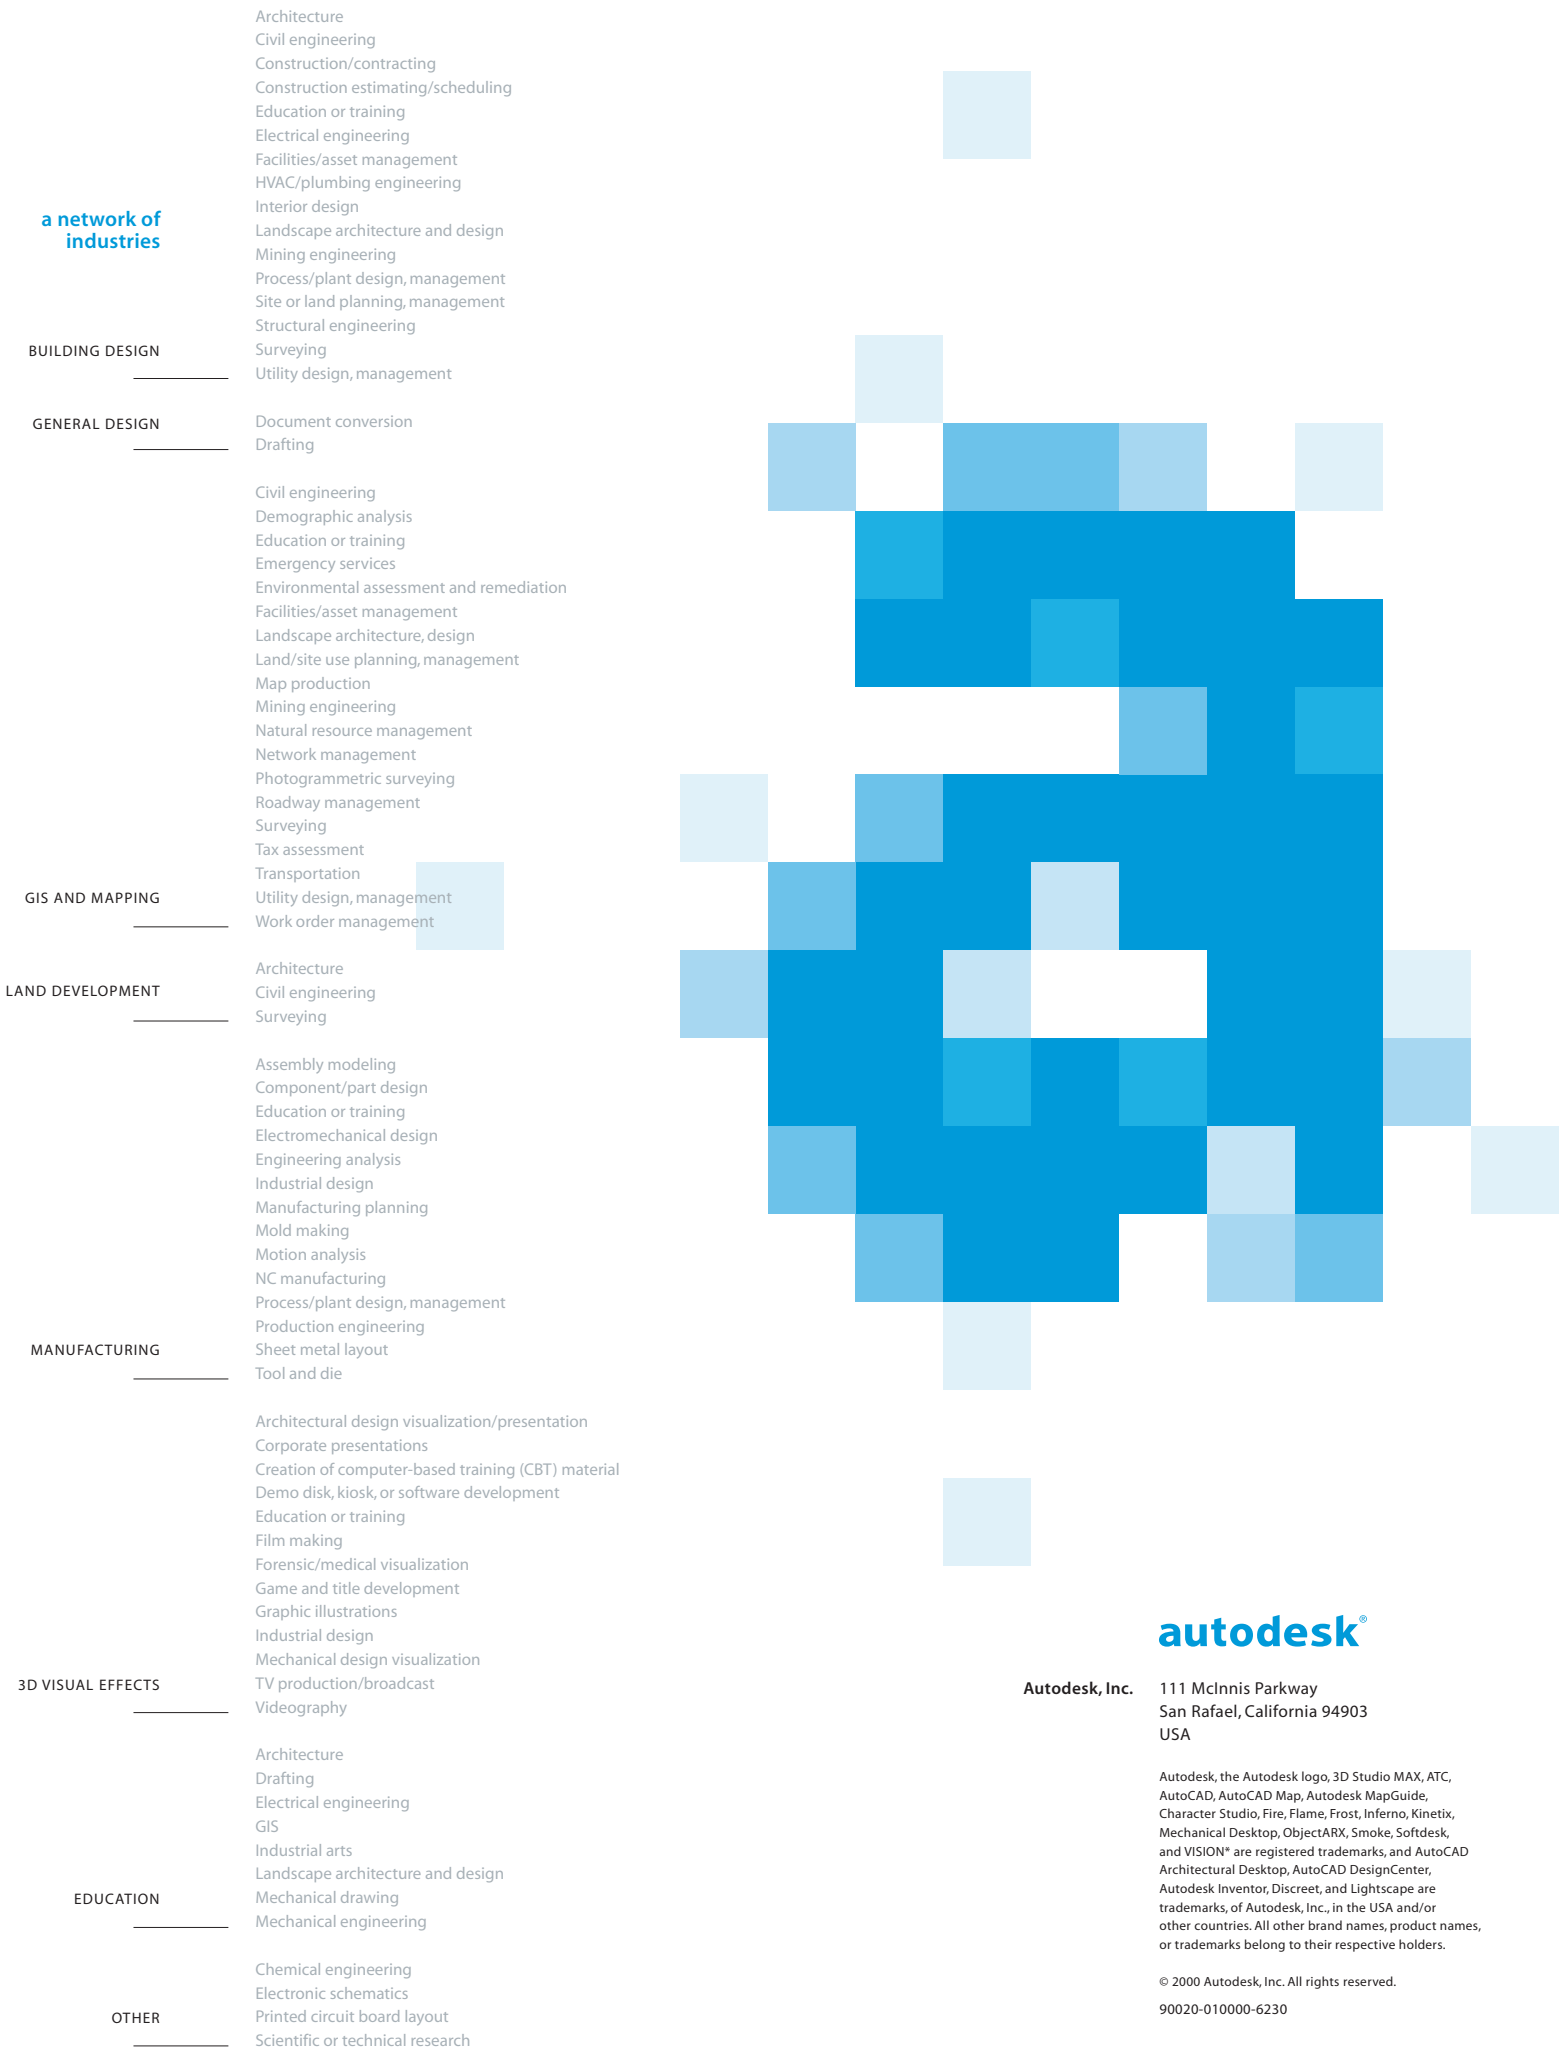 a network of
industries
Architecture
Civil engineering
Construction/contracting
Construction estimating/scheduling
Education or training
Electrical engineering
Facilities/asset management
HVAC/plumbing engineering
Interior design
Landscape architecture and design
Mining engineering
Process/plant design, management
Site or land planning, management
Structural engineering
BUILDING DESIGN
Surveying
Utility design, management
GENERAL DESIGN
Document conversion
Drafting
Civil engineering
Demographic analysis
Education or training
Emergency services
Environmental assessment and remediation
Facilities/asset management
Landscape architecture, design
Land/site use planning, management
Map production
Mining engineering
Natural resource management
Network management
Photogrammetric surveying
Roadway management
Surveying
Tax assessment
Transportation
GIS AND MAPPING
Utility design, management
Work order management
Architecture
LAND DEVELOPMENT
Civil engineering
Surveying
Assembly modeling
Component/part design
Education or training
Electromechanical design
Engineering analysis
Industrial design
Manufacturing planning
Mold making
Motion analysis
NC manufacturing
Process/plant design, management
Production engineering
MANUFACTURING
Sheet metal layout
Tool and die
Architectural design visualization/presentation
Corporate presentations
Creation of computer-based training (CBT) material
Demo disk, kiosk, or software development
Education or training
Film making
Forensic/medical visualization
Game and title development
Graphic illustrations
Industrial design
Mechanical design visualization
3D VISUAL EFFECTS
TV production/broadcast
Videography
Architecture
Drafting
Electrical engineering
GIS
Industrial arts
Landscape architecture and design
EDUCATION
Mechanical drawing
Mechanical engineering
Chemical engineering
Electronic schematics
OTHER
Printed circuit board layout
Scientific or technical research
autodesk®
Autodesk, Inc.
111 McInnis Parkway
San Rafael, California 94903
USA
Autodesk, the Autodesk logo, 3D Studio MAX, ATC,
AutoCAD, AutoCAD Map, Autodesk MapGuide,
Character Studio, Fire, Flame, Frost, Inferno, Kinetix,
Mechanical Desktop, ObjectARX, Smoke, Softdesk,
and VISION* are registered trademarks, and AutoCAD
Architectural Desktop, AutoCAD DesignCenter,
Autodesk Inventor, Discreet, and Lightscape are
trademarks, of Autodesk, Inc., in the USA and/or
other countries. All other brand names, product names,
or trademarks belong to their respective holders.
© 2000 Autodesk, Inc. All rights reserved.
90020-010000-6230